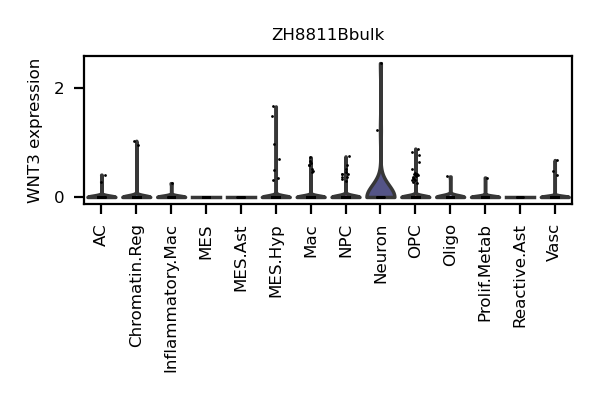 ZH8811Bbulk
WNT3 expression
2
0
AC
Chromatin.Reg
Inflammatory.Mac
MES
MES.Ast
MES.Hyp
Mac
NPC
Neuron
OPC
Oligo
Prolif.Metab
Reactive.Ast
Vasc